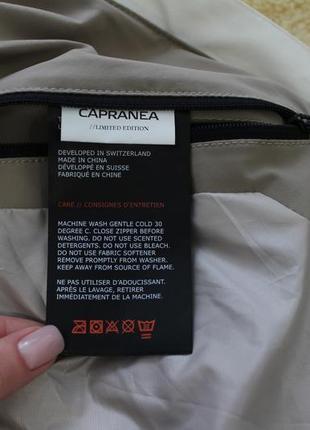 CAPRANEA
//LIMITED EDITION
DEVELOPED IN SWITZERLAND
MADE IN CHINA
DÉVELOPPÉ EN SUISSE
FABRIQUÉ EN CHINE
CARE // CONSIGNES D'ENTRETIEN
MACHINE WASH GENTLE COLD 30
DEGREE C. CLOSE ZIPPER BEFORE
WASHING. DO NOT USE SCENTED
DETERGENTS. DO NOT USE BLEACH.
DO NOT USE FABRIC SOFTENER
REMOVE PROMPTLY FROM WASHER.
KEEP AWAY FROM SOURCE OF FLAME.
NE PAS UTILISER D'ADOUCISSANT.
APRÈS LE LAVAGE, RETIRER
IMMÉDIATEMENT DE LA MACHINE.